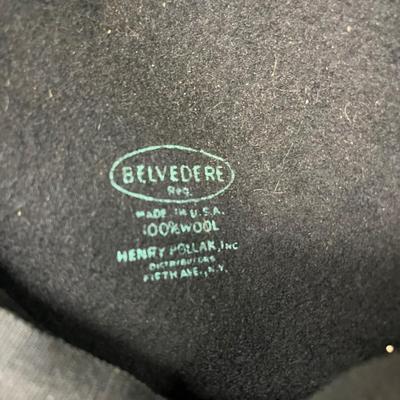 BELVEDERE
Reg.
MADE IN U.S.A.
100% WOOL
HENRY POLLAK, INC
DISTRIBUTORS
FIFTH AVE., N.Y.